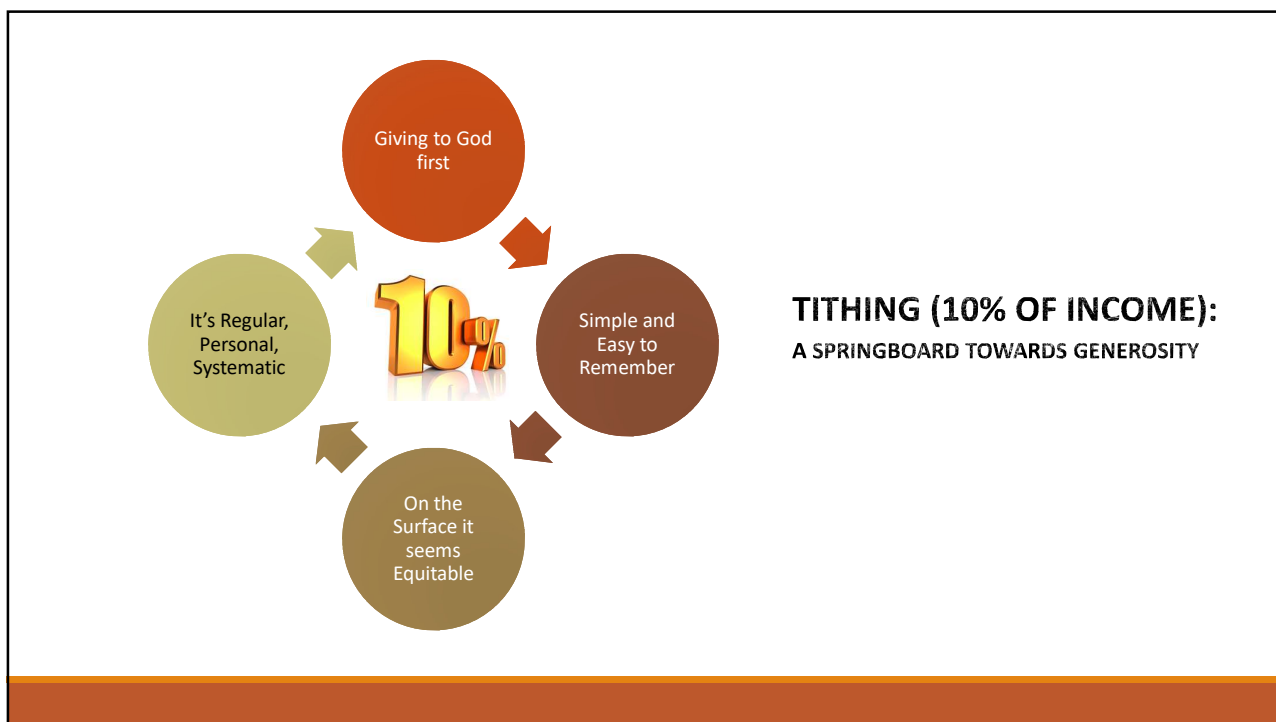 Giving to God
first
Simple and
Easy to
Remember
On the
Surface it
seems
Equitable
It’s Regular,
Personal,
Systematic
10%
TITHING (10% OF INCOME):
A SPRINGBOARD TOWARDS GENEROSITY